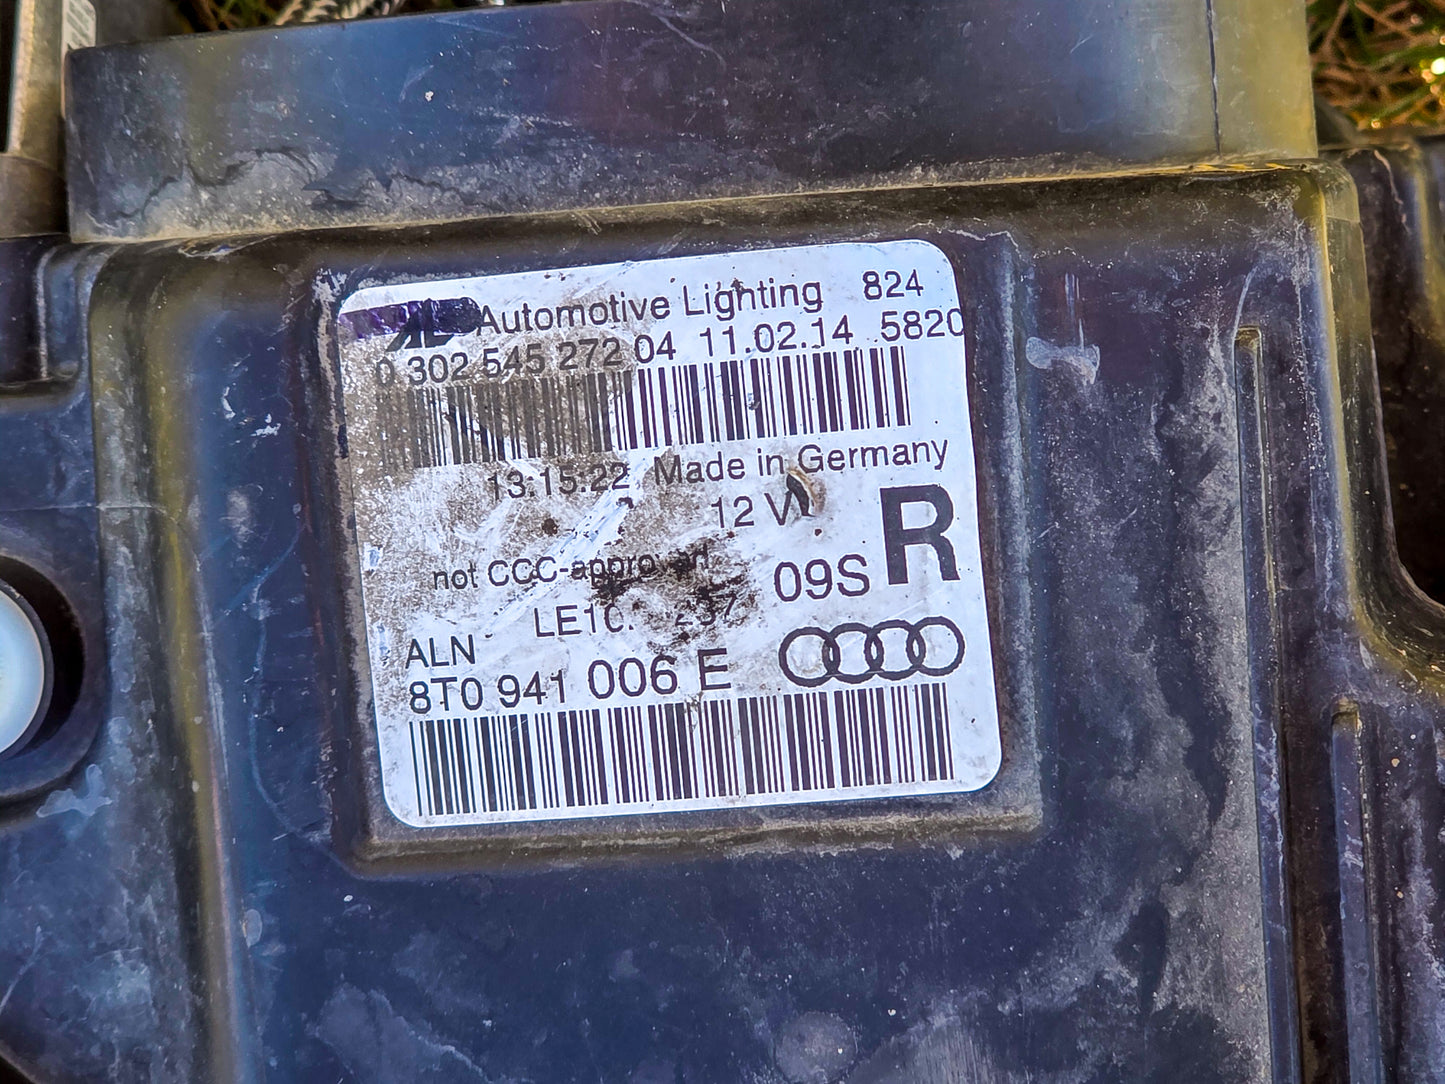 AL Automotive Lighting 824
0 302 545 272 04 11.02.14 5820
13:15:22 Made in Germany
12 V
R
not CCC-approved
09S
ALN
8T0 941 006 E